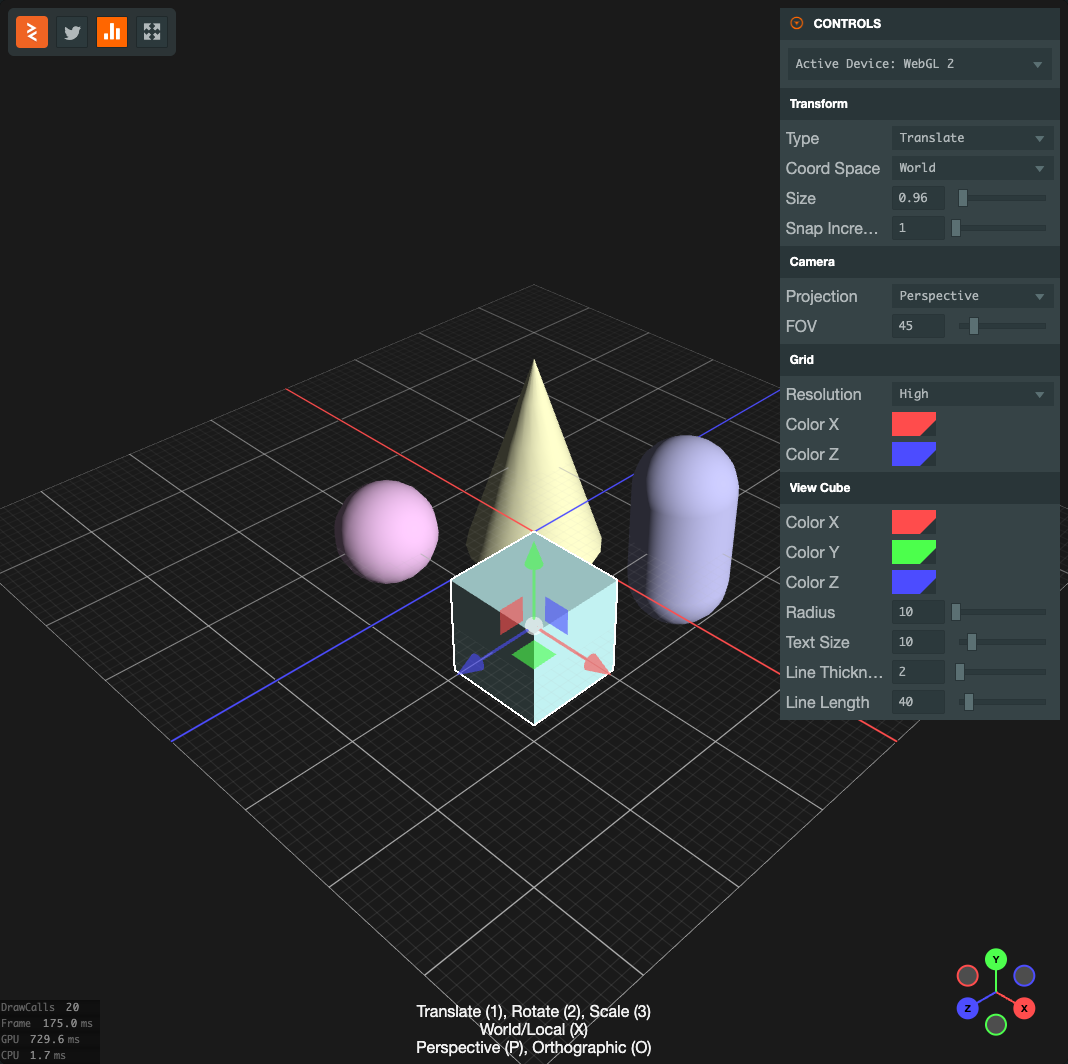 CONTROLS
Active Device: WebGL 2
Transform
Type Translate
Coord Space World
Size 0.96
Snap Incre… 1
Camera
Projection Perspective
FOV 45
Grid
Resolution High
Color X
Color Z
View Cube
Color X
Color Y
Color Z
Radius 10
Text Size 10
Line Thickn… 2
Line Length 40
Y
Z
X
DrawCalls 20
Frame 175.0 ms
GPU 729.6 ms
CPU 1.7 ms
Translate (1), Rotate (2), Scale (3)
World/Local (X)
Perspective (P), Orthographic (O)